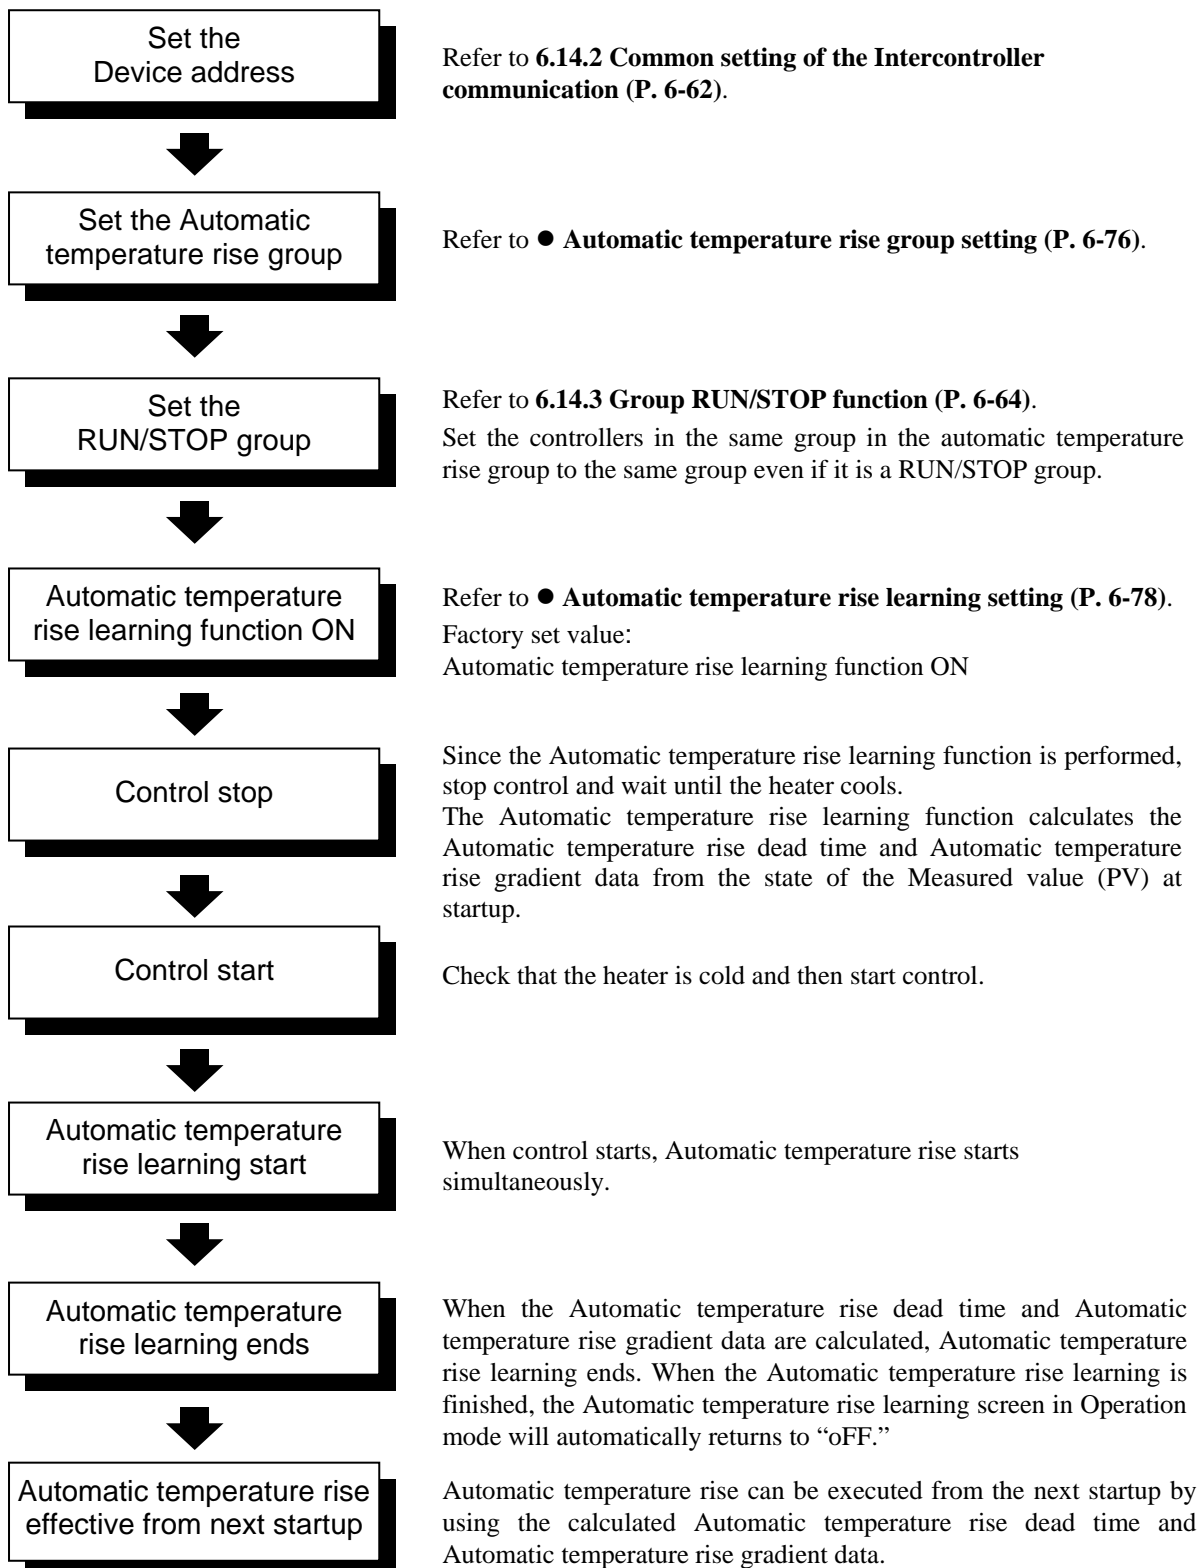 Set the
Device address
Refer to 6.14.2 Common setting of the Intercontroller
communication (P. 6-62).
Set the Automatic
temperature rise group
Refer to ● Automatic temperature rise group setting (P. 6-76).
Set the
RUN/STOP group
Refer to 6.14.3 Group RUN/STOP function (P. 6-64).
Set the controllers in the same group in the automatic temperature
rise group to the same group even if it is a RUN/STOP group.
Automatic temperature
rise learning function ON
Refer to ● Automatic temperature rise learning setting (P. 6-78).
Factory set value:
Automatic temperature rise learning function ON
Control stop
Since the Automatic temperature rise learning function is performed,
stop control and wait until the heater cools.
The Automatic temperature rise learning function calculates the
Automatic temperature rise dead time and Automatic temperature
rise gradient data from the state of the Measured value (PV) at
startup.
Control start
Check that the heater is cold and then start control.
Automatic temperature
rise learning start
When control starts, Automatic temperature rise starts
simultaneously.
Automatic temperature
rise learning ends
When the Automatic temperature rise dead time and Automatic
temperature rise gradient data are calculated, Automatic temperature
rise learning ends. When the Automatic temperature rise learning is
finished, the Automatic temperature rise learning screen in Operation
mode will automatically returns to “oFF.”
Automatic temperature rise
effective from next startup
Automatic temperature rise can be executed from the next startup by
using the calculated Automatic temperature rise dead time and
Automatic temperature rise gradient data.